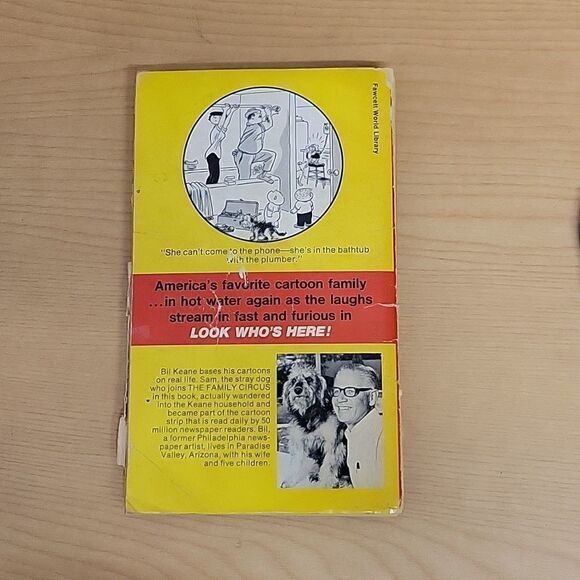 Fawcett World Library
"She can't come to the phone—she's in the bathtub
with the plumber."
America's favorite cartoon family
...in hot water again as the laughs
stream in fast and furious in
LOOK WHO'S HERE!
Bil Keane bases his cartoons
on real life. Sam, the stray dog
who joins THE FAMILY CIRCUS
in this book, actually wandered
into the Keane household and
became part of the cartoon
strip that is read daily by 50
million newspaper readers. Bil,
a former Philadelphia news-
paper artist, lives in Paradise
Valley, Arizona, with his wife
and five children.